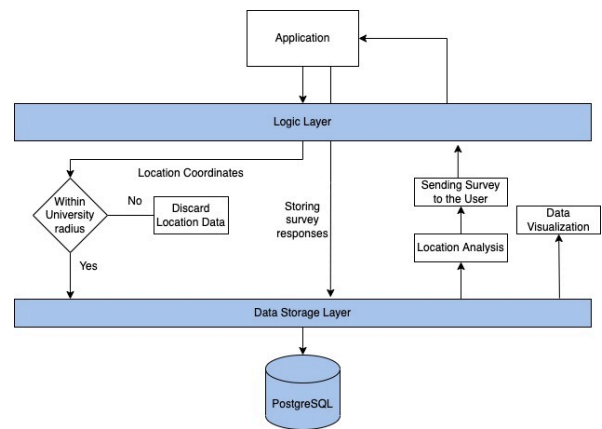 Application
Logic Layer
Location Coordinates
Within
University
radius
No
Discard
Location Data
Yes
Storing
survey
responses
Sending Survey
to the User
Location Analysis
Data
Visualization
Data Storage Layer
PostgreSQL